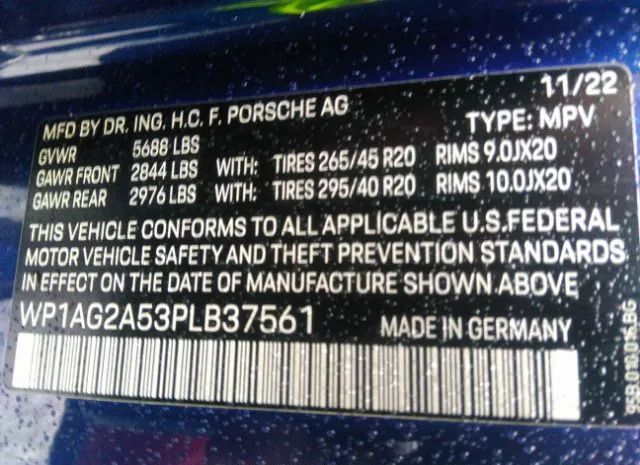 11/22
MFD BY DR. ING. H.C. F. PORSCHE AG TYPE: MPV
GVWR 5688 LBS
GAWR FRONT 2844 LBS WITH: TIRES 265/45 R20 RIMS 9.0JX20
GAWR REAR 2976 LBS WITH: TIRES 295/40 R20 RIMS 10.0JX20
THIS VEHICLE CONFORMS TO ALL APPLICABLE U.S.FEDERAL
MOTOR VEHICLE SAFETY AND THEFT PREVENTION STANDARDS
IN EFFECT ON THE DATE OF MANUFACTURE SHOWN ABOVE
WP1AG2A53PLB37561 MADE IN GERMANY